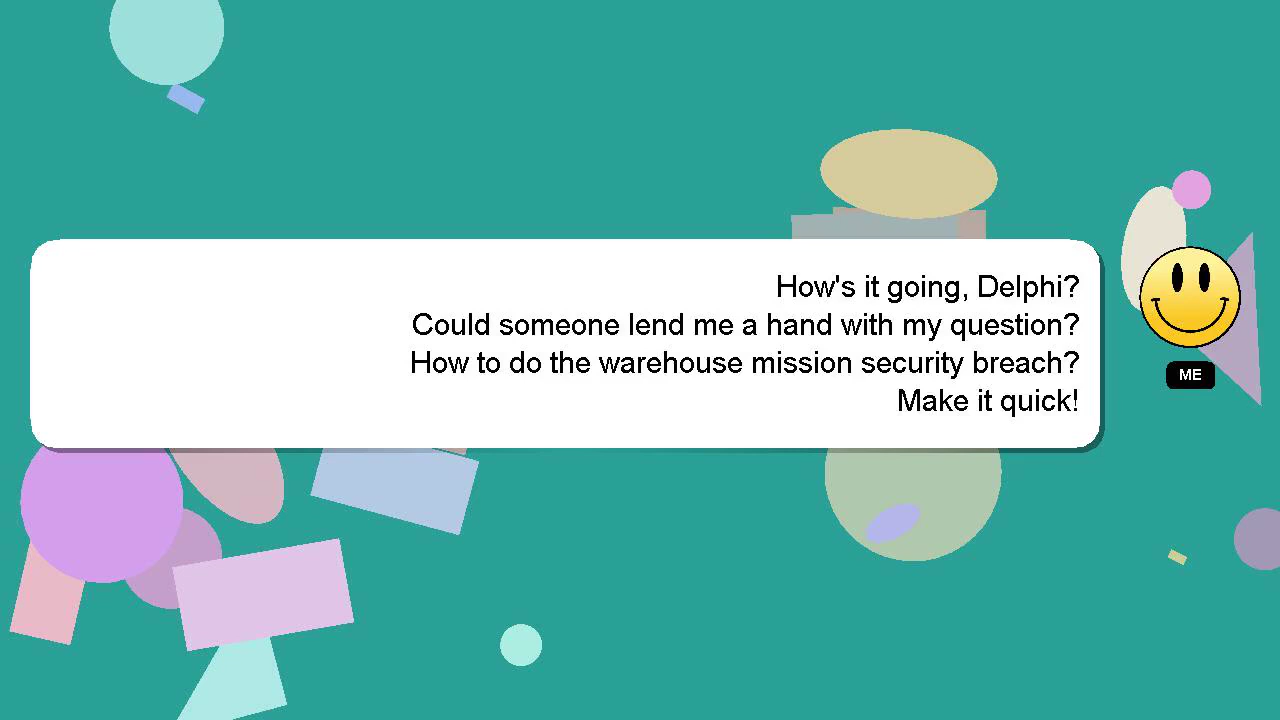 How's it going, Delphi?
Could someone lend me a hand with my question?
How to do the warehouse mission security breach?
Make it quick!
ME